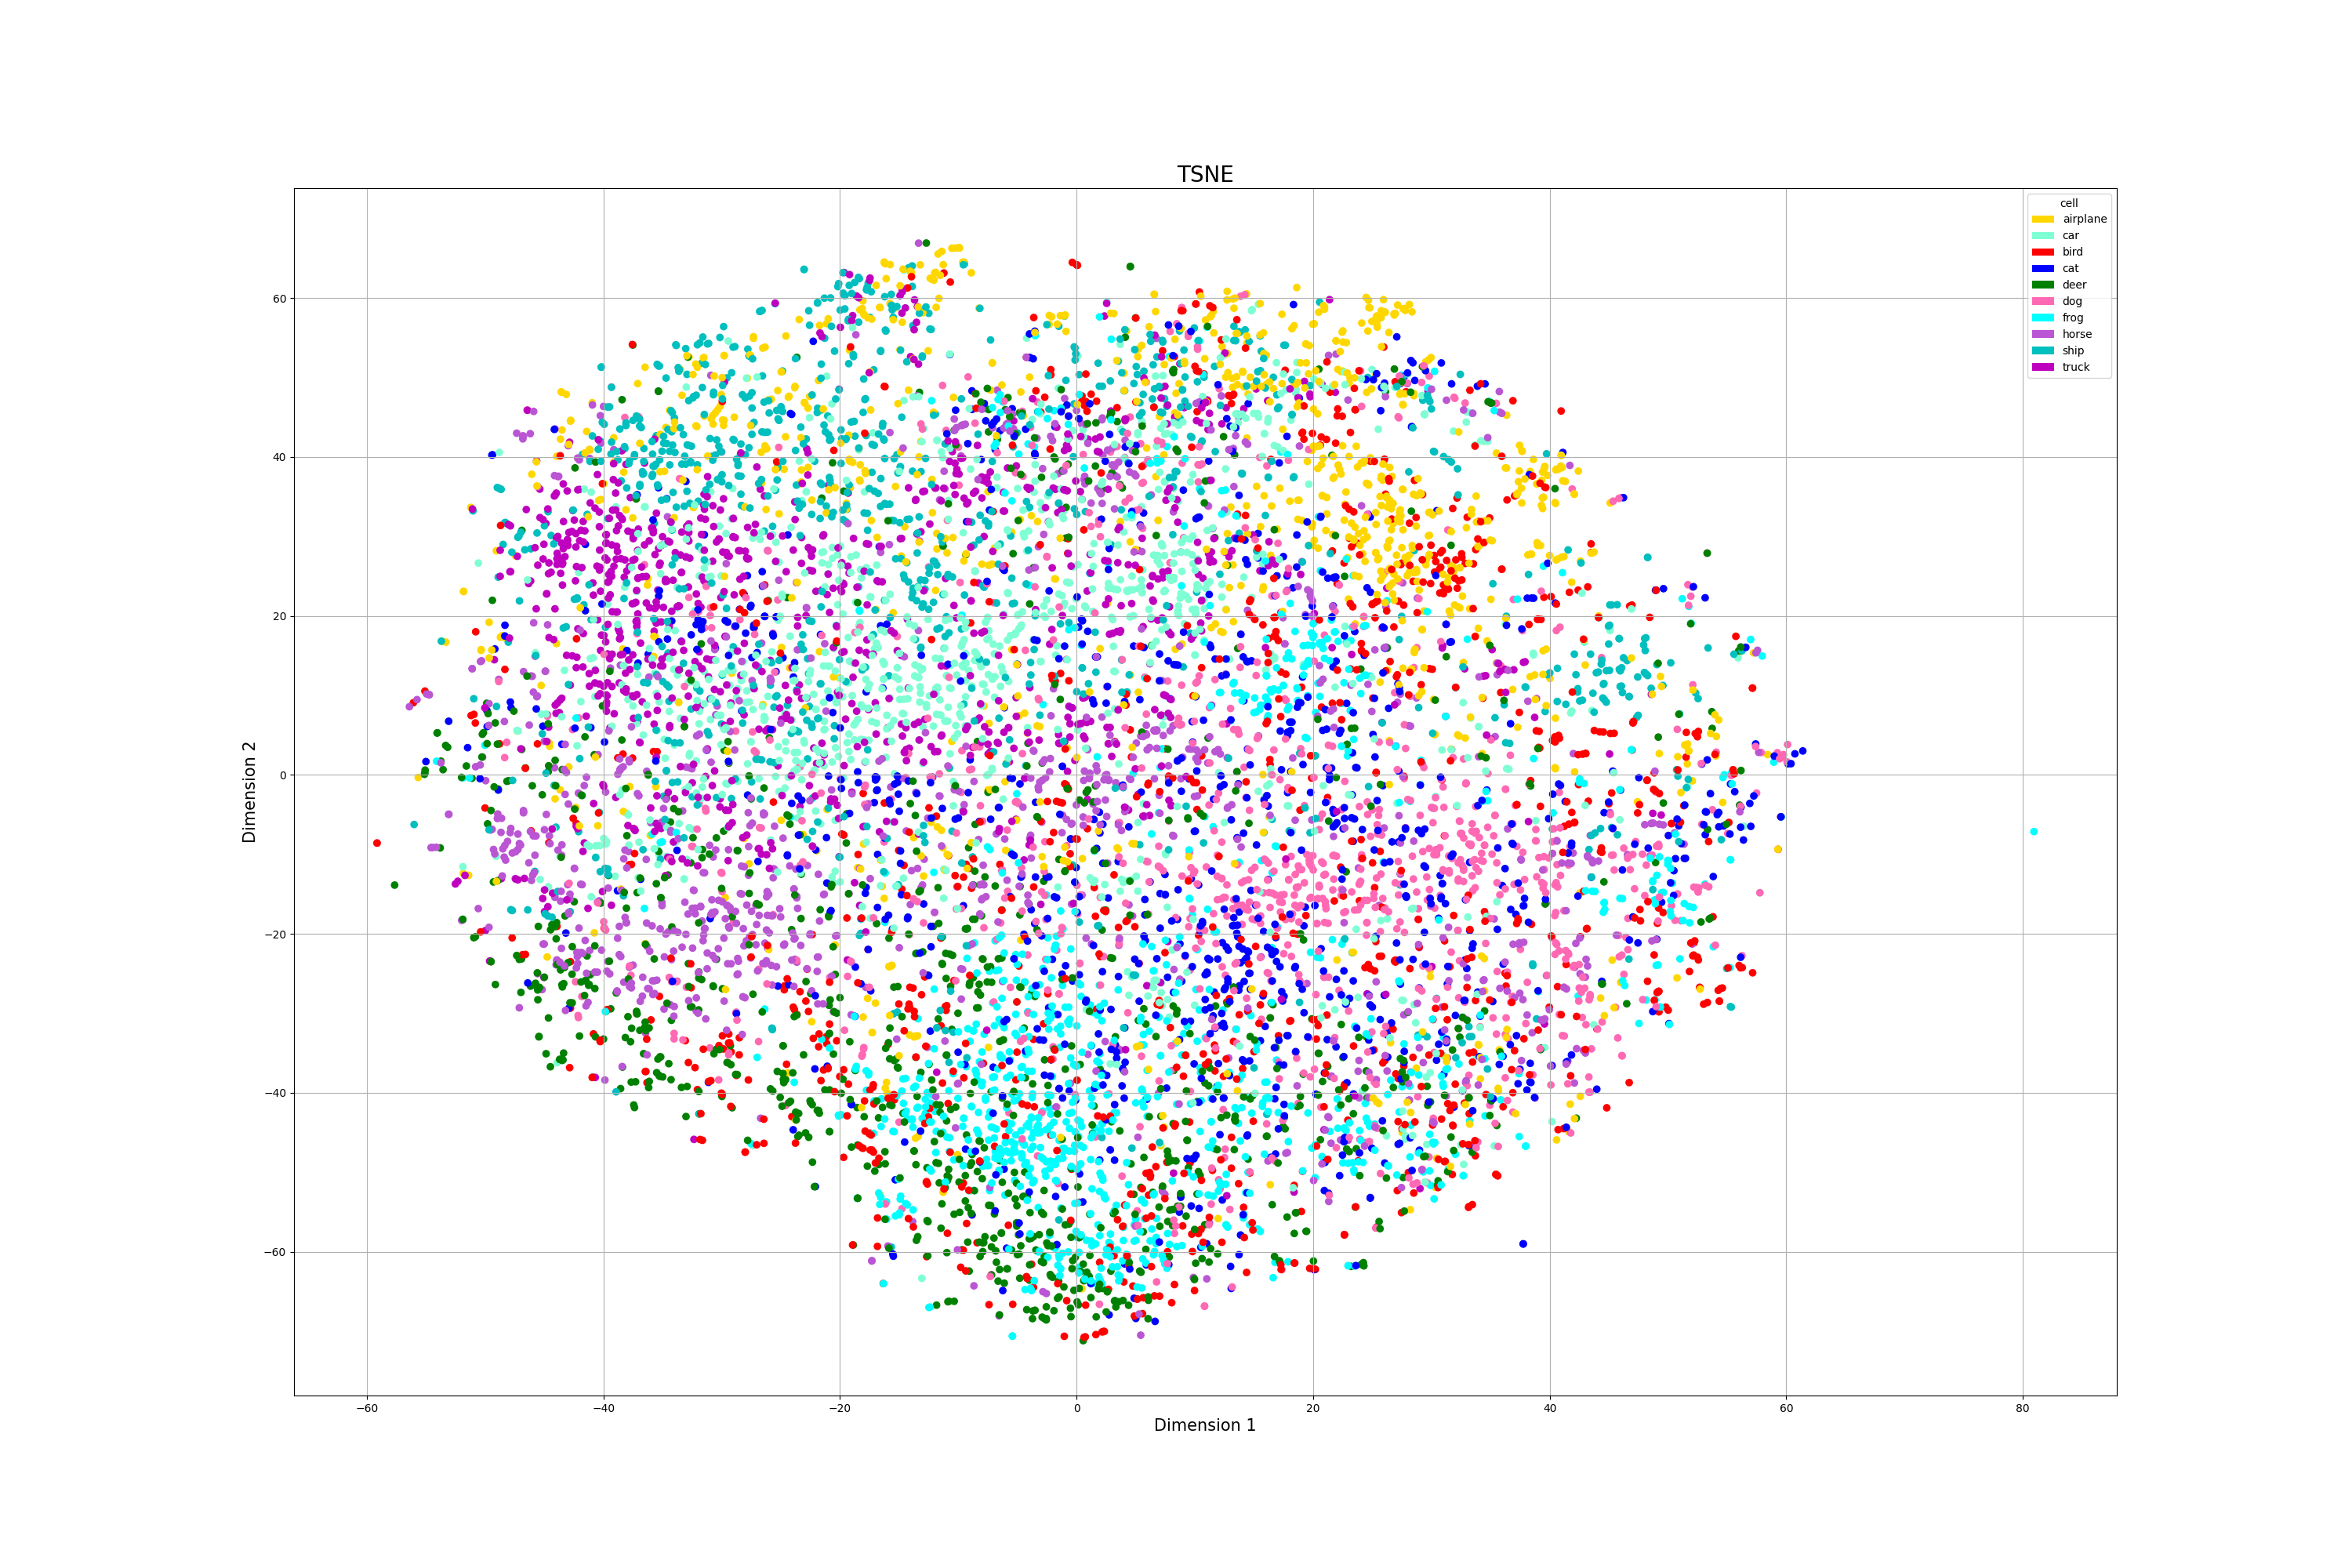 TSNE
cell
airplane
car
bird
cat
deer
dog
frog
horse
ship
truck
Dimension 2
60
40
20
0
−20
−40
−60
−60
−40
−20
0
20
40
60
80
Dimension 1